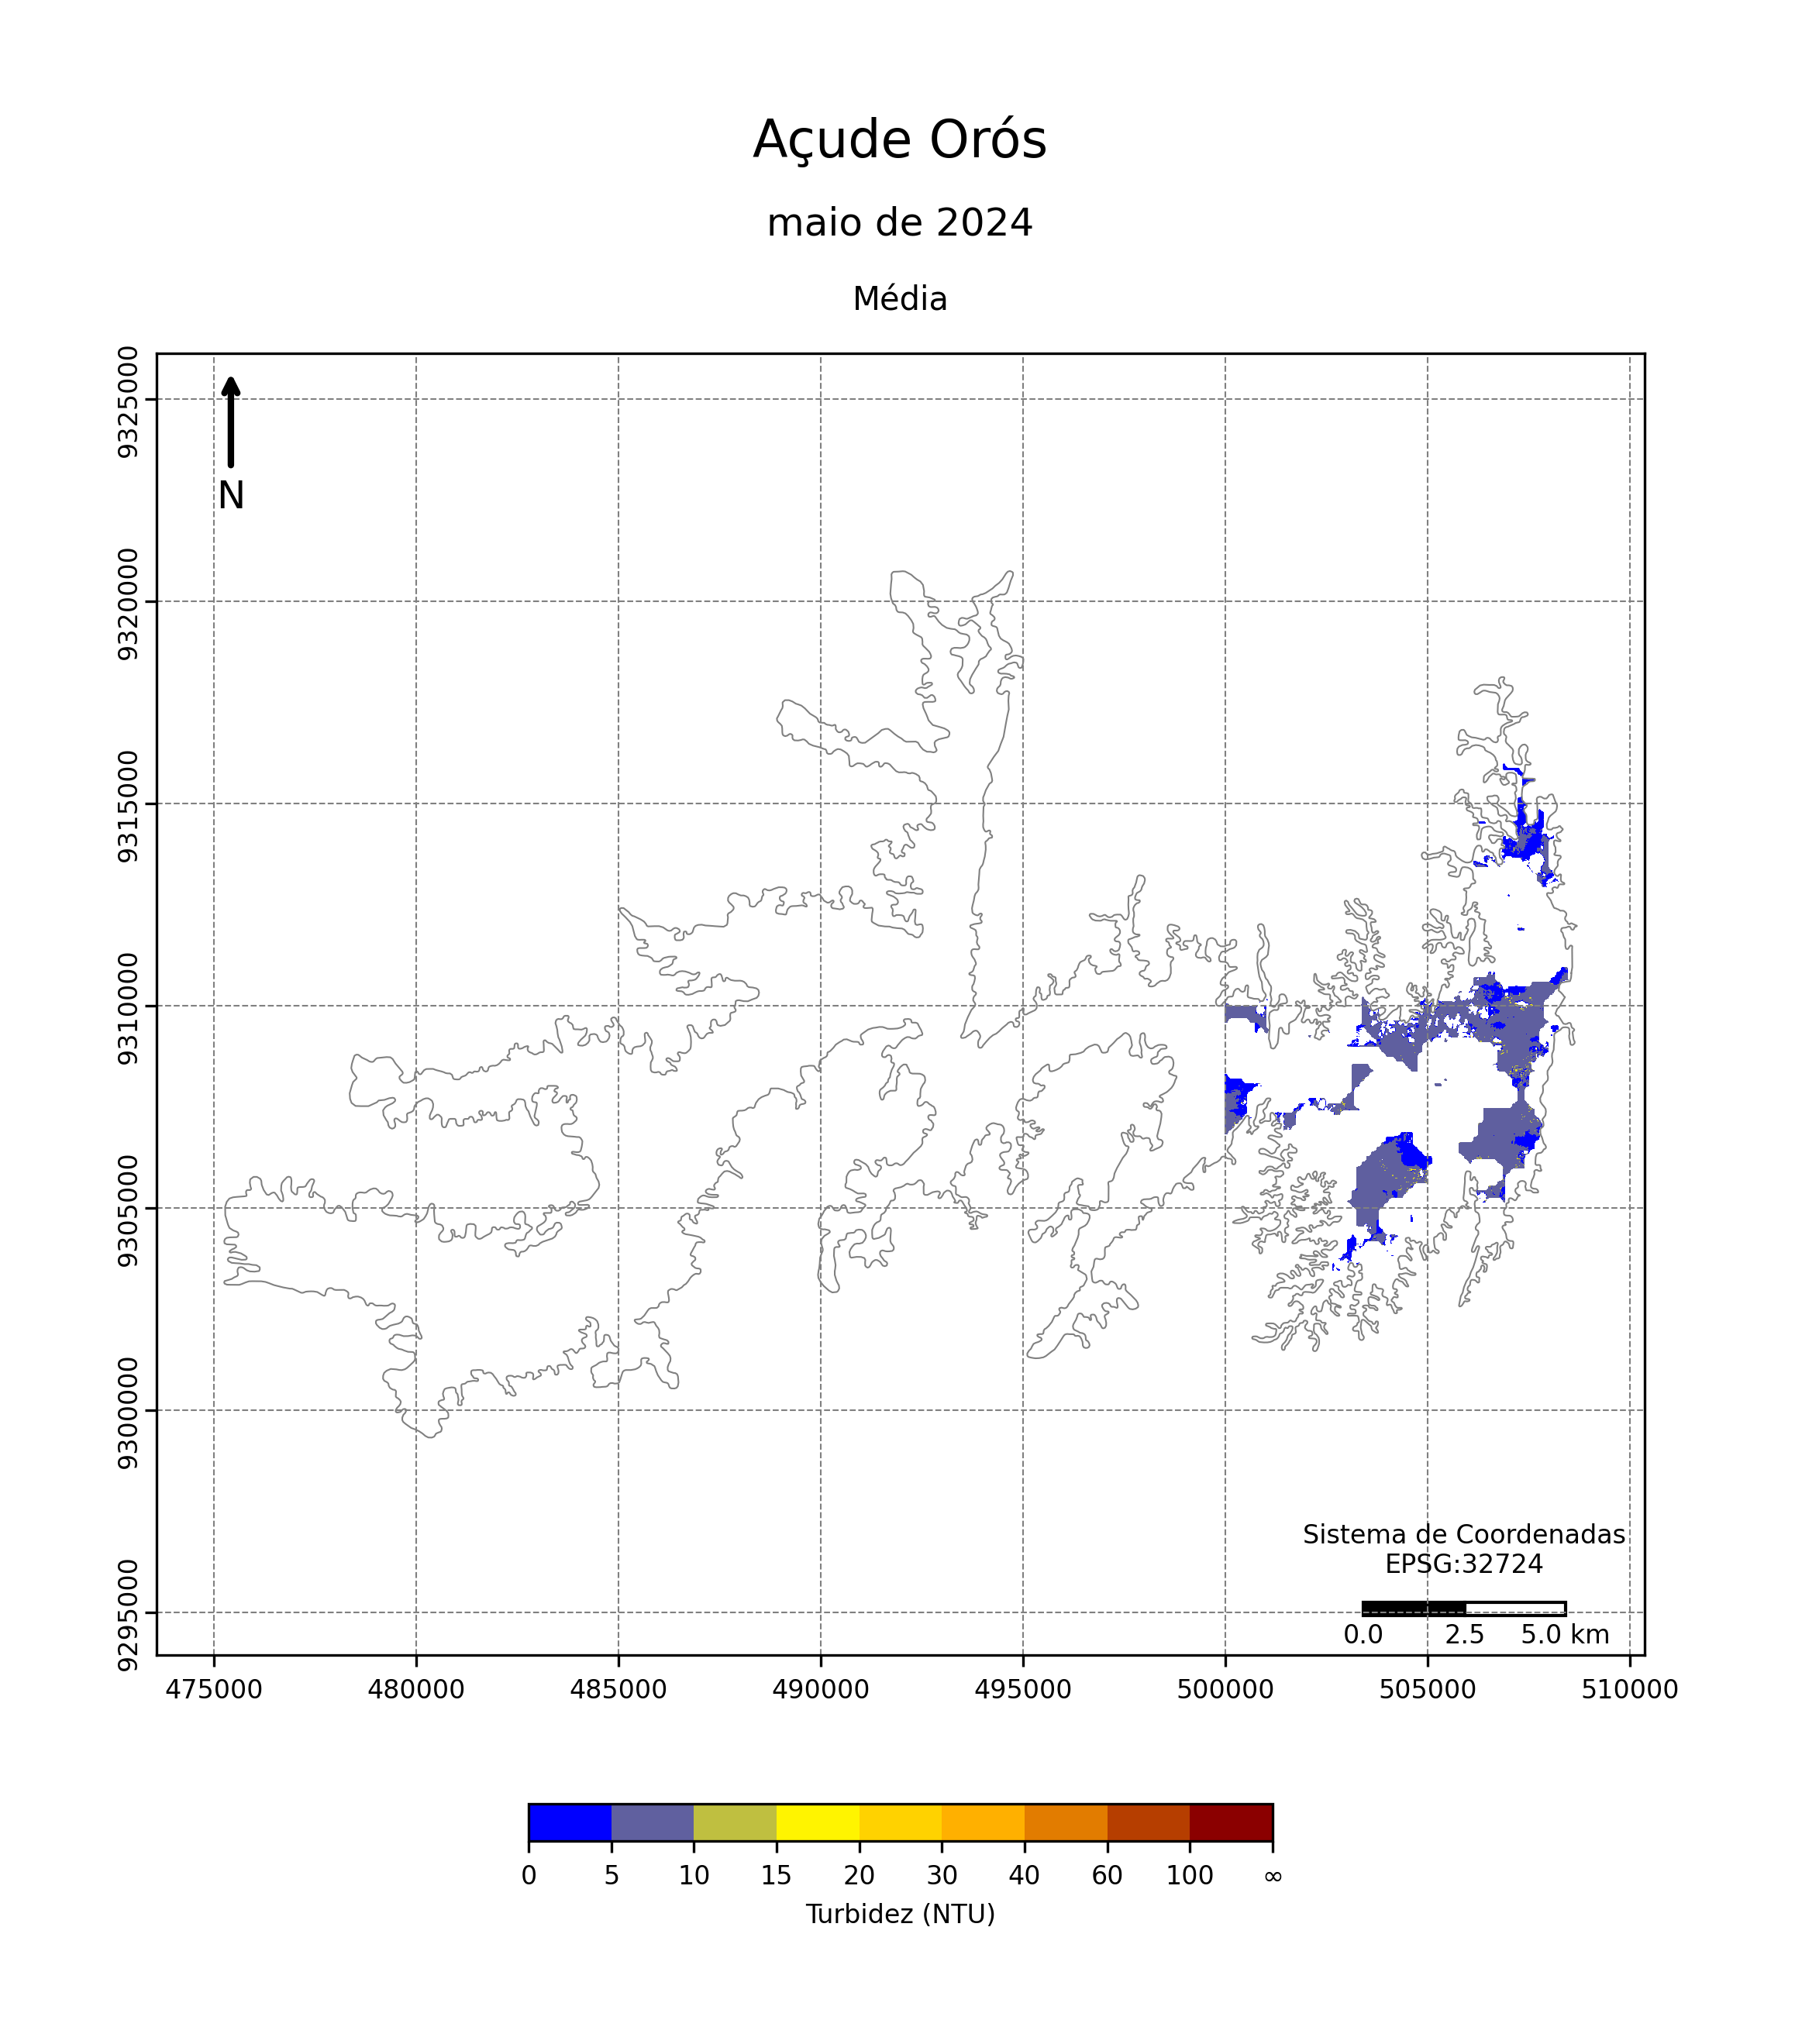 Açude Orós
maio de 2024
Média
9325000
9320000
9315000
9310000
9305000
9300000
9295000
N
Sistema de Coordenadas
EPSG:32724
0.0 2.5 5.0 km
475000 480000 485000 490000 495000 500000 505000 510000
0 5 10 15 20 30 40 60 100 ∞
Turbidez (NTU)